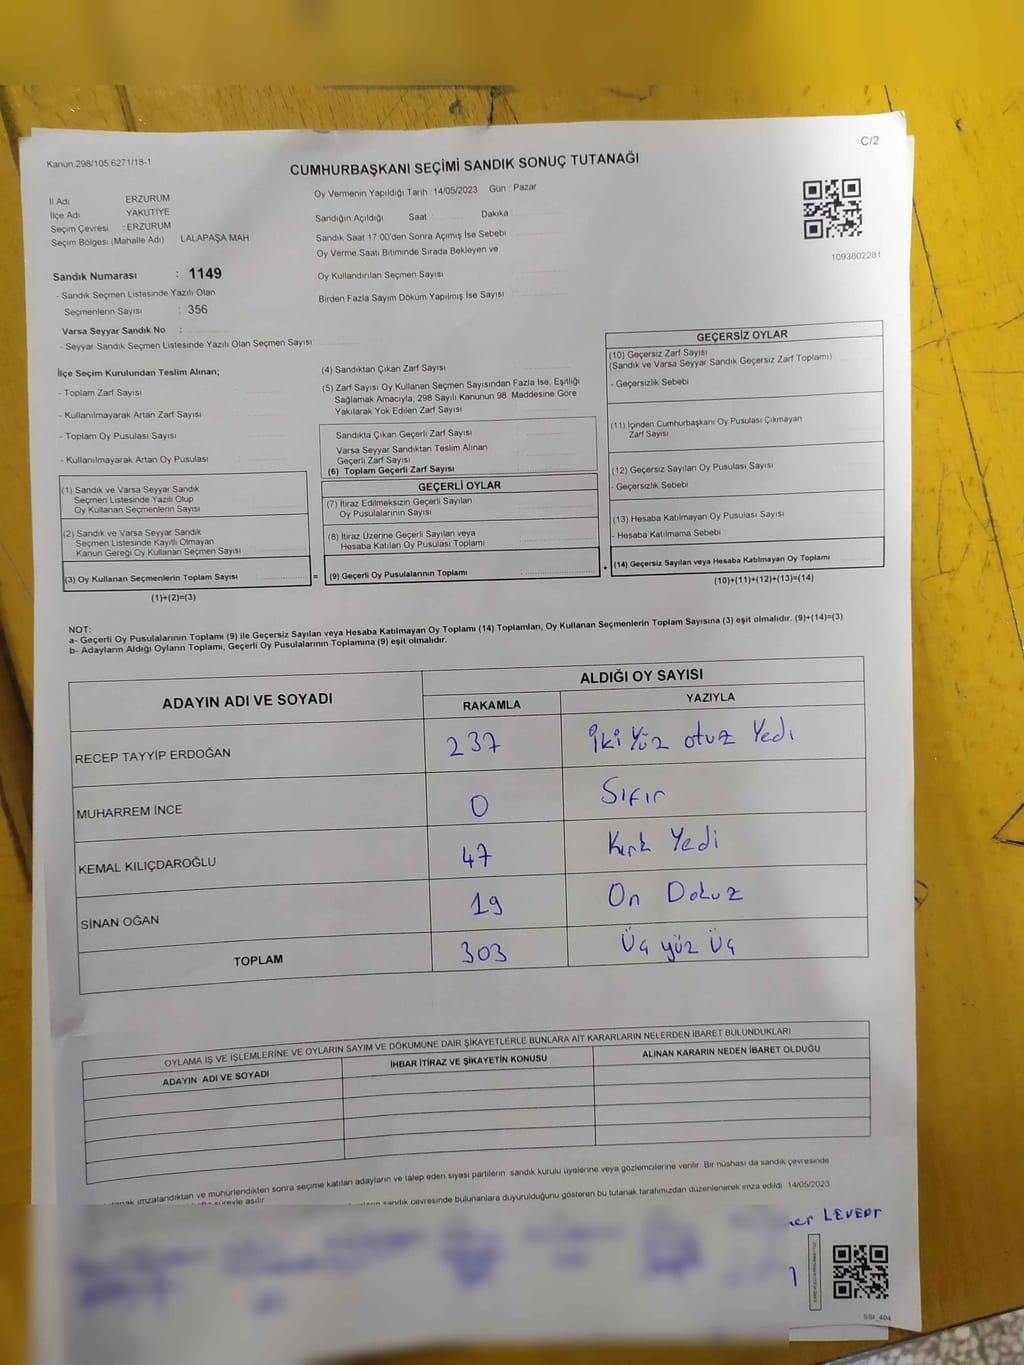 C/2
Kanun:298/105.6271/18-1
CUMHURBAŞKANI SEÇİMİ SANDIK SONUÇ TUTANAĞI
İl Adı ERZURUM
İlçe Adı YAKUTİYE
Seçim Çevresi : ERZURUM
Seçim Bölgesi (Mahalle Adı) LALAPAŞA MAH
Sandık Numarası : 1149
- Sandık Seçmen Listesinde Yazılı Olan
Seçmenlerin Sayısı : 356
Varsa Seyyar Sandık No :
- Seyyar Sandık Seçmen Listesinde Yazılı Olan Seçmen Sayısı
Oy Vermenin Yapıldığı Tarih : 14/05/2023 Gün : Pazar
Sandığın Açıldığı Saat Dakika
Sandık Saat 17:00'den Sonra Açımış İse Sebebi
Oy Verme Saati Bitiminde Sırada Bekleyen ve
Oy Kullandırılan Seçmen Sayısı
Birden Fazla Sayım Döküm Yapılmış İse Sayısı
1093802281
İlçe Seçim Kurulundan Teslim Alınan;
- Toplam Zarf Sayısı
- Kullanılmayarak Artan Zarf Sayısı
- Toplam Oy Pusulası Sayısı
- Kullanılmayarak Artan Oy Pusulası
(1) Sandık ve Varsa Seyyar Sandık
Seçmen Listesinde Yazılı Olup
Oy Kullanan Seçmenlerin Sayısı
(2) Sandık ve Varsa Seyyar Sandık
Seçmen Listesinde Kayıtlı Olmayan
Kanun Gereği Oy Kullanan Seçmen Sayısı
(3) Oy Kullanan Seçmenlerin Toplam Sayısı
(1)+(2)=(3)
(4) Sandıktan Çıkan Zarf Sayısı
(5) Zarf Sayısı Oy Kullanan Seçmen Sayısından Fazla İse, Eşitliği
Sağlamak Amacıyla, 298 Sayılı Kanunun 98. Maddesine Göre
Yakılarak Yok Edilen Zarf Sayısı
Sandıkta Çıkan Geçerli Zarf Sayısı
Varsa Seyyar Sandıktan Teslim Alınan
Geçerli Zarf Sayısı
(6) Toplam Geçerli Zarf Sayısı
GEÇERLİ OYLAR
(7) İtiraz Edilmeksizin Geçerli Sayılan
Oy Pusulalarının Sayısı
(8) İtiraz Üzerine Geçerli Sayılan veya
Hesaba Katılan Oy Pusulası Toplamı
= (9) Geçerli Oy Pusulalarının Toplamı
GEÇERSİZ OYLAR
(10) Geçersiz Zarf Sayısı
(Sandık ve Varsa Seyyar Sandık Geçersiz Zarf Toplamı)
- Geçersizlik Sebebi
(11) İçinden Cumhurbaşkanı Oy Pusulası Çıkmayan
Zarf Sayısı
(12) Geçersiz Sayılan Oy Pusulası Sayısı
- Geçersizlik Sebebi
(13) Hesaba Katılmayan Oy Pusulası Sayısı
- Hesaba Katılmama Sebebi
+ (14) Geçersiz Sayılan veya Hesaba Katılmayan Oy Toplamı
(10)+(11)+(12)+(13)=(14)
NOT:
a- Geçerli Oy Pusulalarının Toplamı (9) ile Geçersiz Sayılan veya Hesaba Katılmayan Oy Toplamı (14) Toplamları, Oy Kullanan Seçmenlerin Toplam Sayısına (3) eşit olmalıdır. (9)+(14)=(3)
b- Adayların Aldığı Oyların Toplamı, Geçerli Oy Pusulalarının Toplamına (9) eşit olmalıdır.
ADAYIN ADI VE SOYADI ALDIĞI OY SAYISI
RAKAMLA YAZIYLA
RECEP TAYYİP ERDOĞAN 237 İki Yüz otuz Yedi
MUHARREM İNCE 0 Sıfır
KEMAL KILIÇDAROĞLU 47 Kırk Yedi
SİNAN OĞAN 19 On Dokuz
TOPLAM 303 Üç yüz Üç
OYLAMA İŞ VE İŞLEMLERİNE VE OYLARIN SAYIM VE DÖKÜMÜNE DAİR ŞİKAYETLERLE BUNLARA AİT KARARLARIN NELERDEN İBARET BULUNDUKLARI
ADAYIN ADI VE SOYADI İHBAR İTİRAZ VE ŞİKAYETİN KONUSU ALINAN KARARIN NEDEN İBARET OLDUĞU
imzalandıktan ve mühürlendikten sonra seçime katılan adayların ve talep eden siyasi partilerin sandık kurulu üyelerine veya gözlemcilerine verilir. Bir nüshası da sandık çevresinde
süreyle asılır.
sandık çevresinde bulunanlara duyurulduğunu gösteren bu tutanak tarafımızdan düzenlenerek imza edildi. 14/05/2023
LEVENT
SSI_404